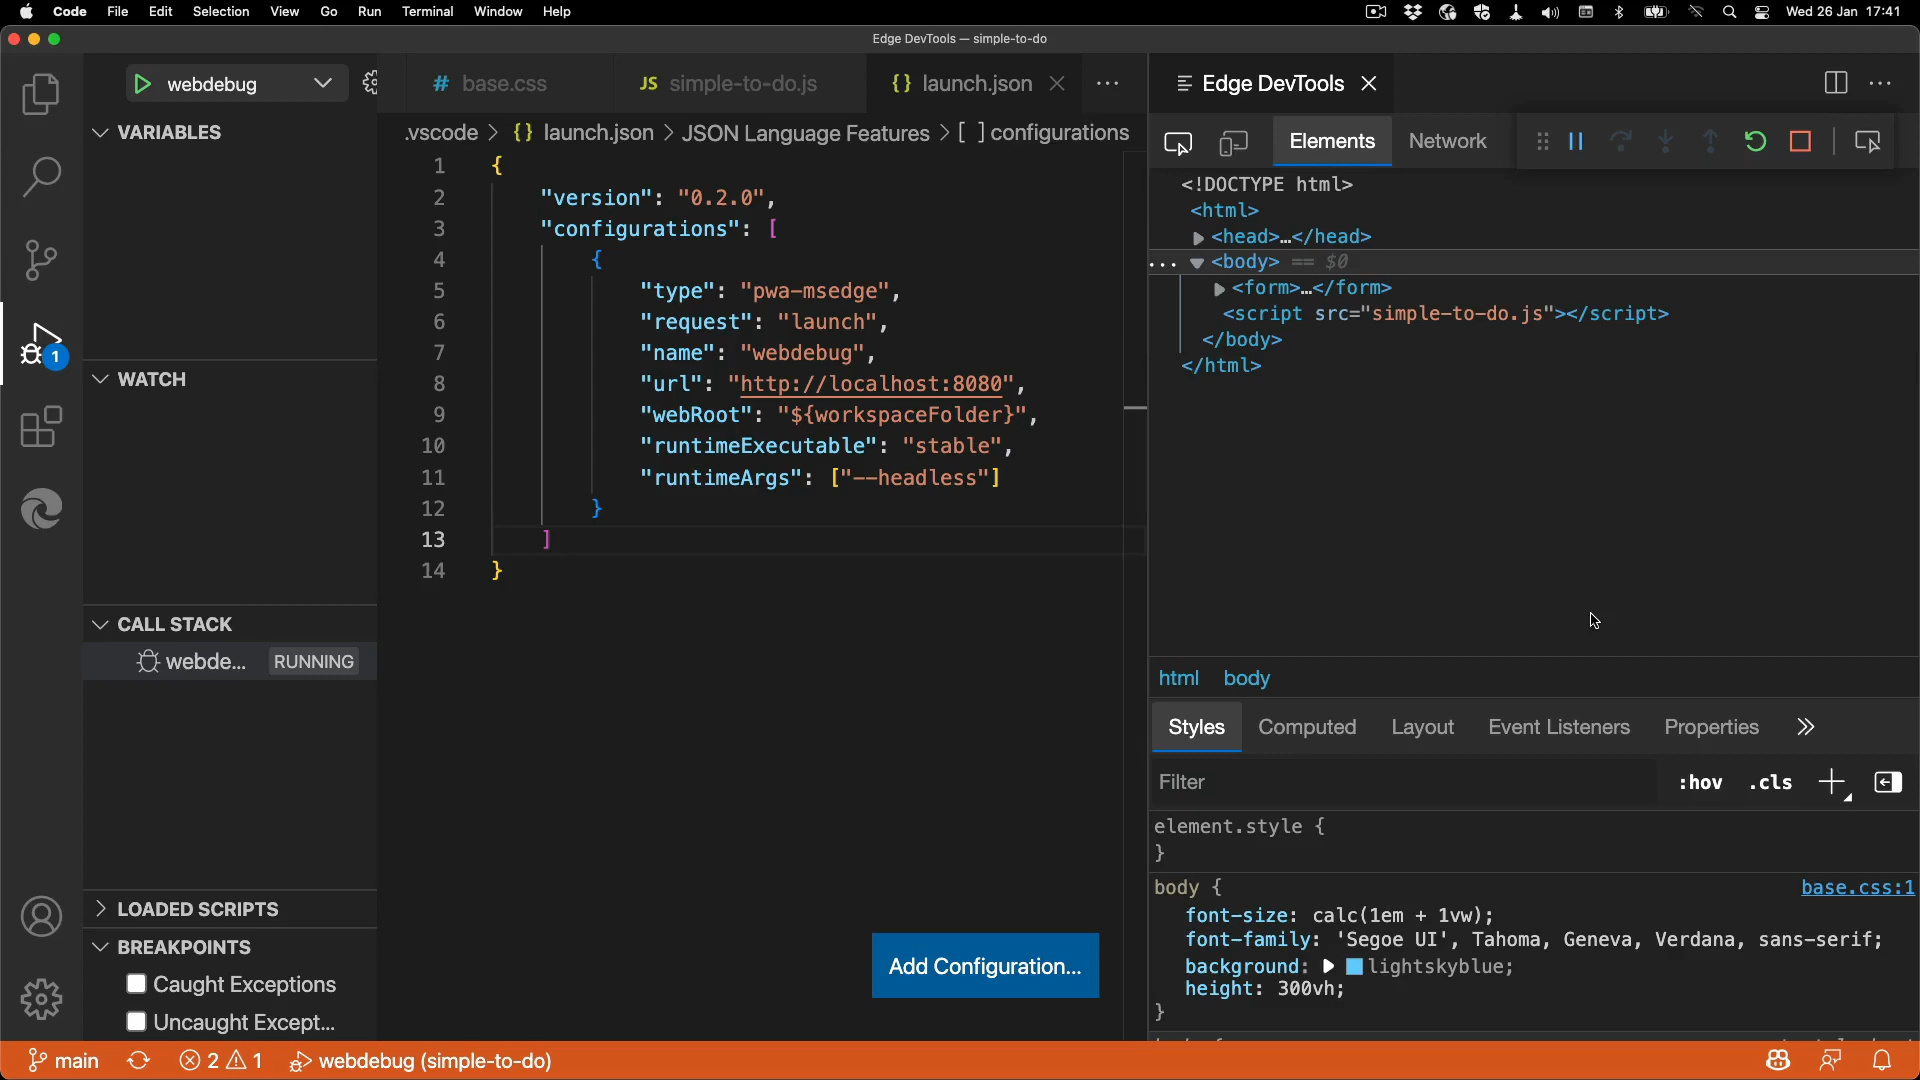 Code File Edit Selection View Go Run Terminal Window Help
Wed 26 Jan 17:41
Edge DevTools — simple-to-do
webdebug
VARIABLES
WATCH
CALL STACK
webde... RUNNING
LOADED SCRIPTS
BREAKPOINTS
Caught Exceptions
Uncaught Except...
# base.css
JS simple-to-do.js
{} launch.json
.vscode > {} launch.json > JSON Language Features > [ ] configurations
1 {
2 "version": "0.2.0",
3 "configurations": [
4 {
5 "type": "pwa-msedge",
6 "request": "launch",
7 "name": "webdebug",
8 "url": "http://localhost:8080",
9 "webRoot": "${workspaceFolder}",
10 "runtimeExecutable": "stable",
11 "runtimeArgs": ["--headless"]
12 }
13 ]
14 }
Add Configuration...
Edge DevTools
Elements Network
<!DOCTYPE html>
<html>
<head>…</head>
... <body> == $0
<form>…</form>
<script src="simple-to-do.js"></script>
</body>
</html>
html body
Styles Computed Layout Event Listeners Properties
Filter :hov .cls
element.style {
}
body { base.css:1
font-size: calc(1em + 1vw);
font-family: 'Segoe UI', Tahoma, Geneva, Verdana, sans-serif;
background: lightskyblue;
height: 300vh;
}
main 2 1 webdebug (simple-to-do)
1